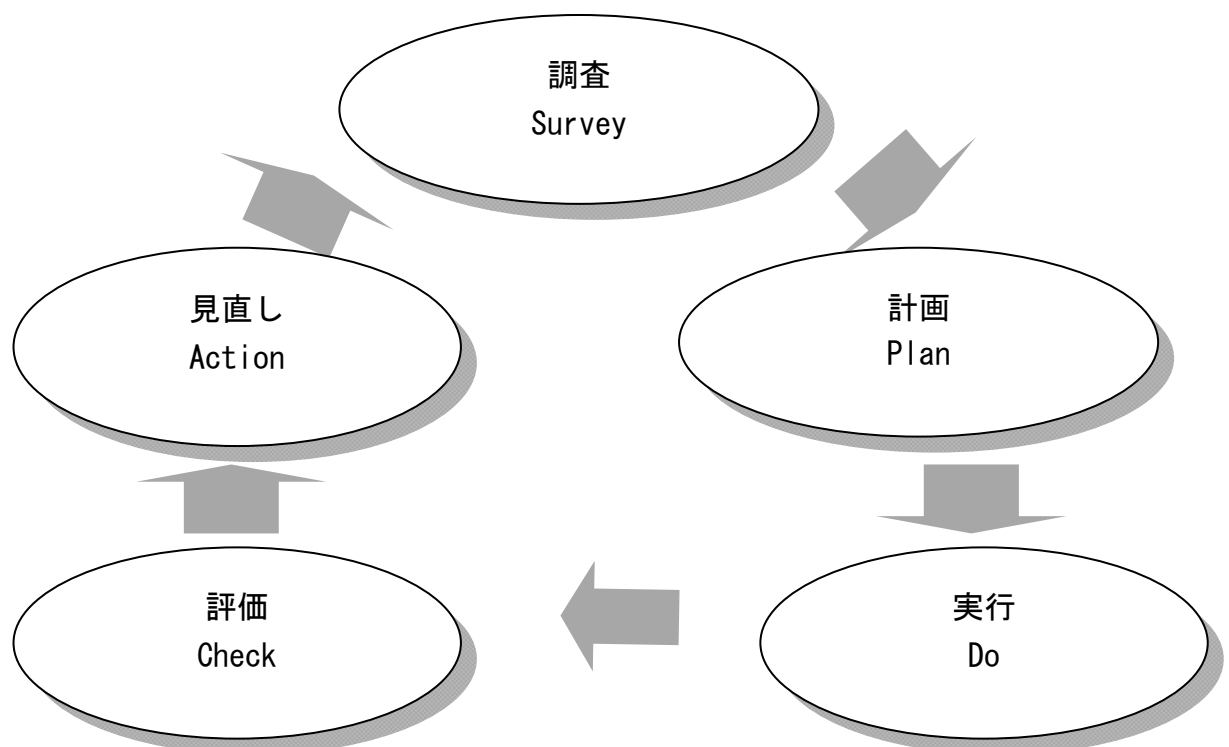 調査
Survey
見直し
Action
計画
Plan
評価
Check
実行
Do